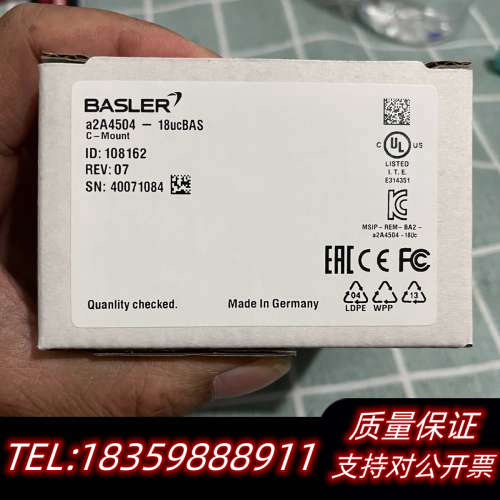 BASLER
a2A4504 - 18ucBAS
C-Mount
ID: 108162
REV: 07
SN: 40071084
C UL US
LISTED
I. T. E.
E314351
MSIP - REM - BA2 -
a2A4504 - 18Uc
EAC CE FC
04
LDPE
WPP
13
Quanlity checked.
Made In Germany
TEL:18359888911
质量保证
支持对公开票